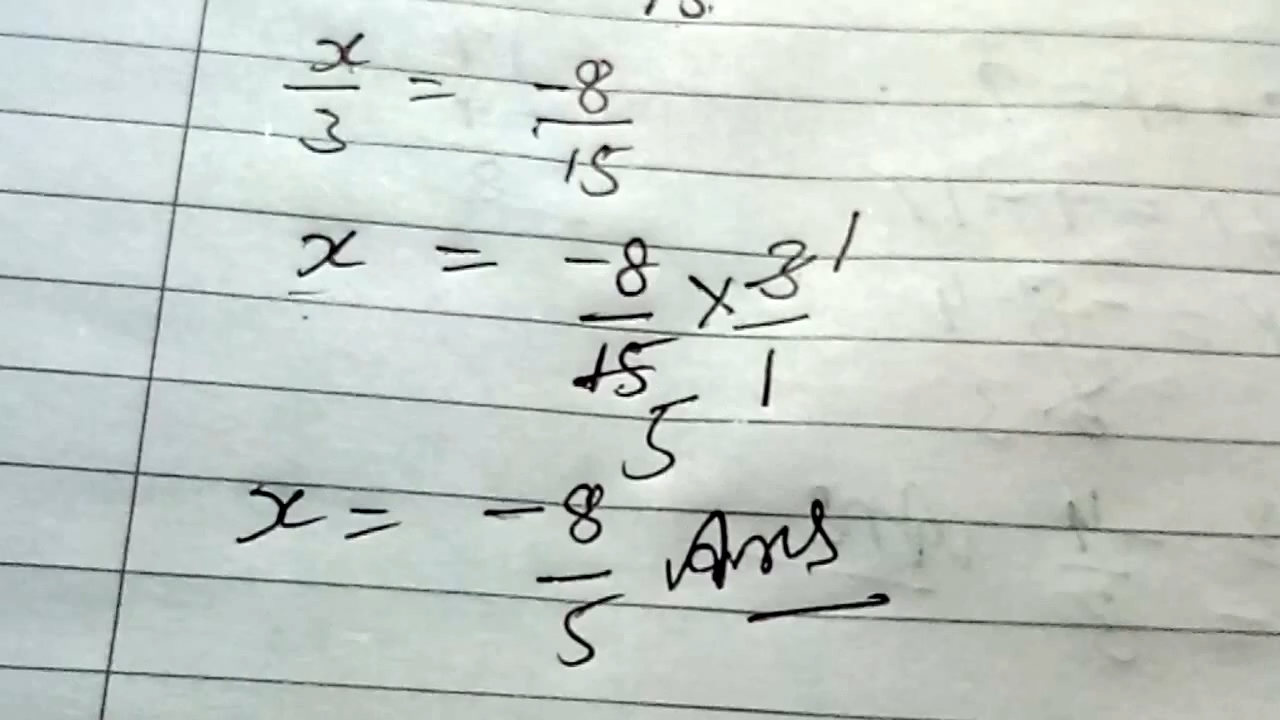 x/3 = -8/15
x = -8/15 × 3/1 1
5
x = -8/5 Ans